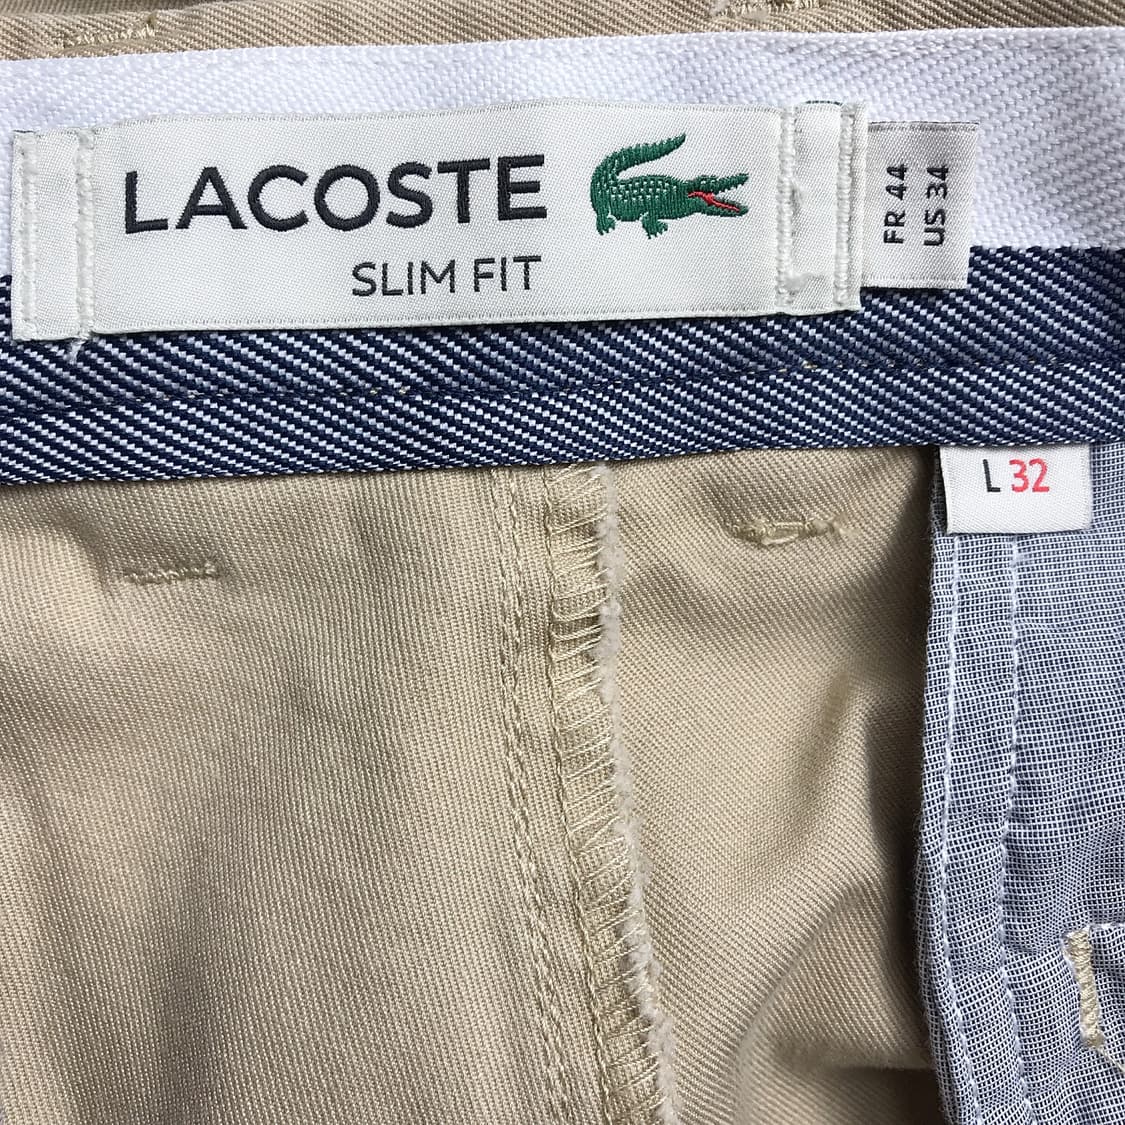 LACOSTE
SLIM FIT
FR 44
US 34
L 32